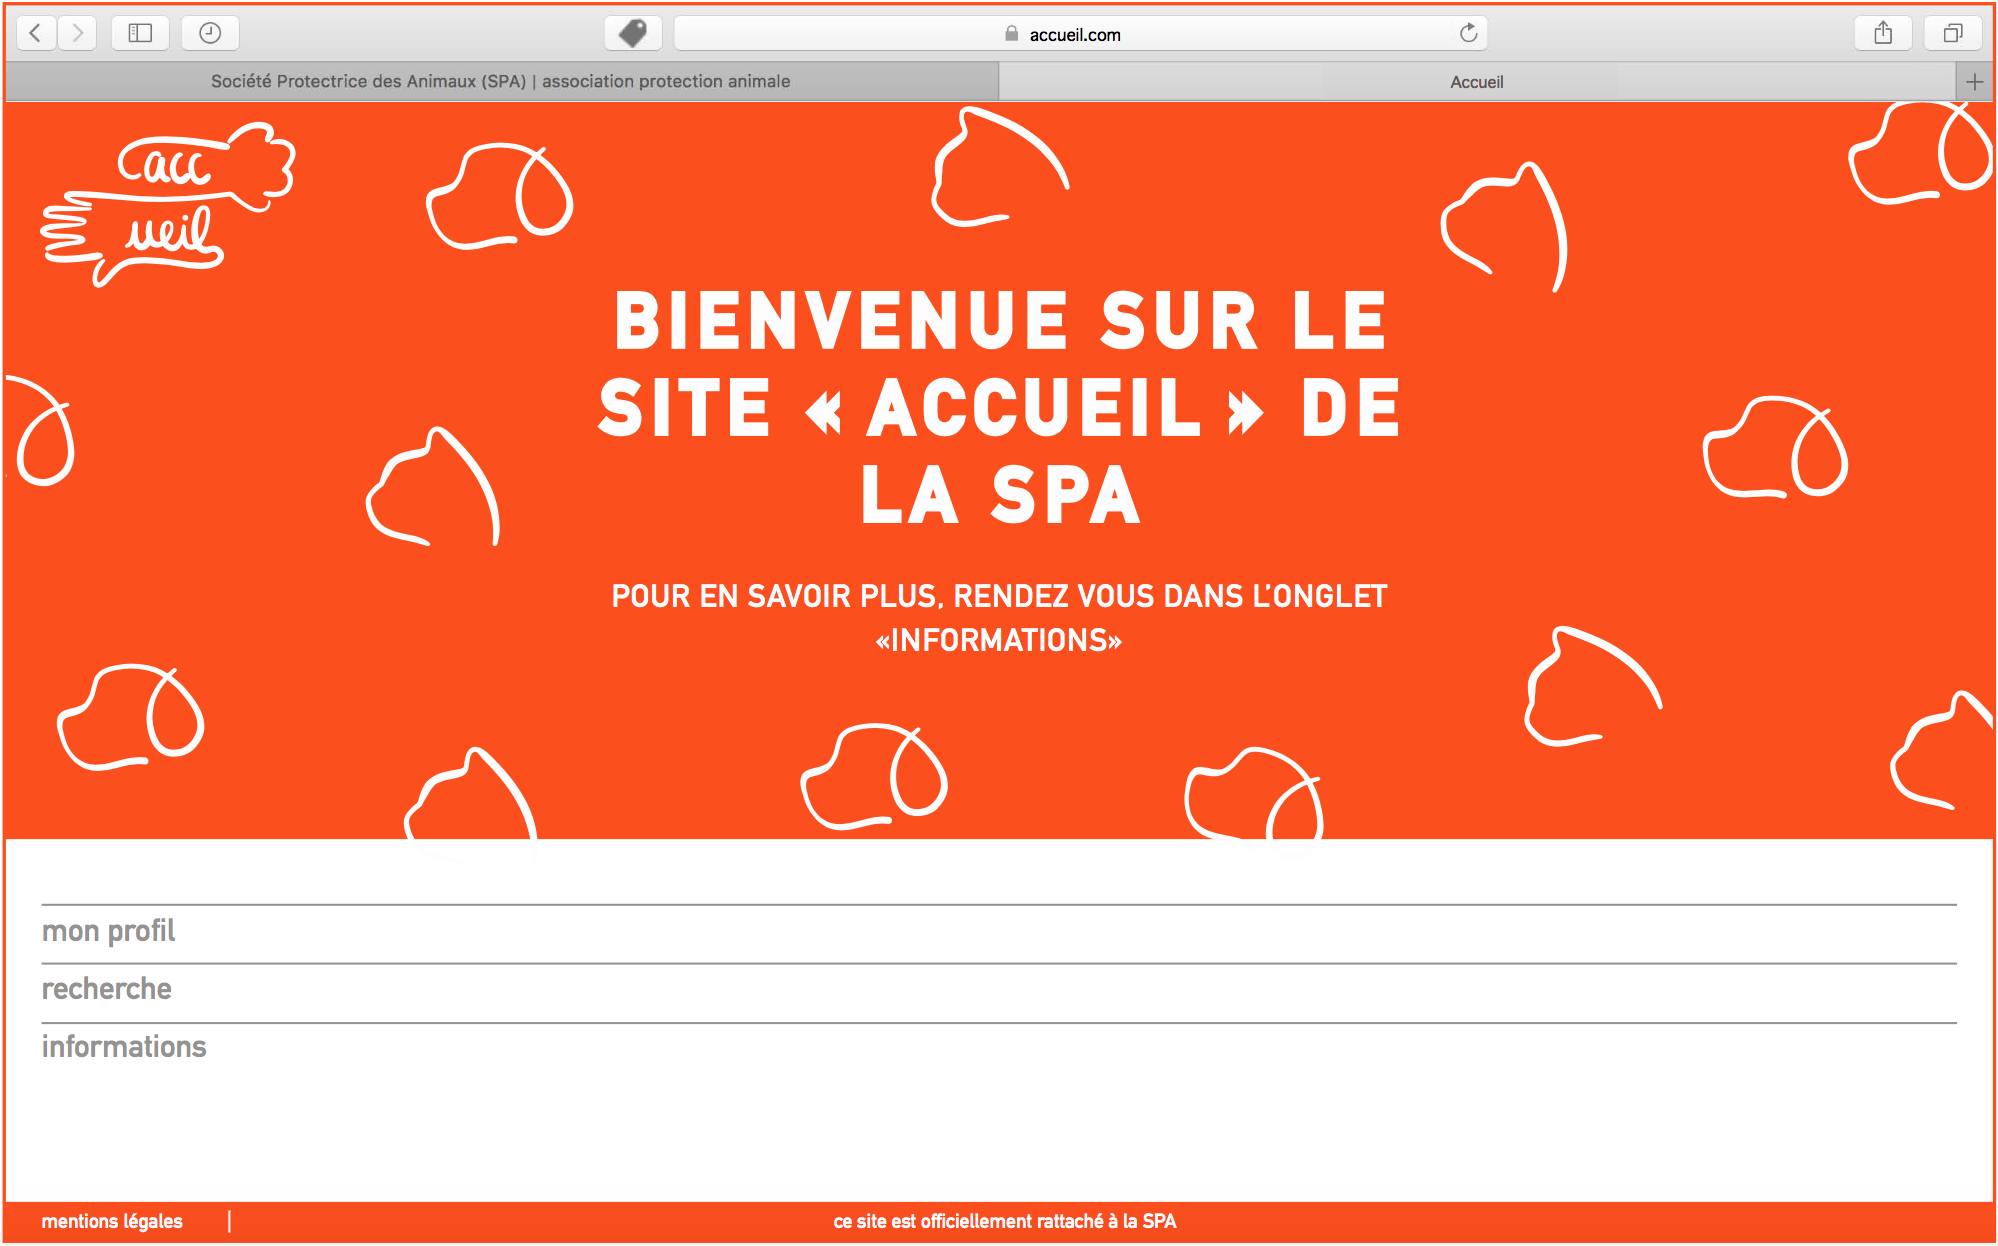 accueil.com
Société Protectrice des Animaux (SPA) | association protection animale
Accueil
acc
ueil
BIENVENUE SUR LE
SITE « ACCUEIL » DE
LA SPA
POUR EN SAVOIR PLUS, RENDEZ VOUS DANS L’ONGLET
«INFORMATIONS»
mon profil
recherche
informations
mentions légales |
ce site est officiellement rattaché à la SPA